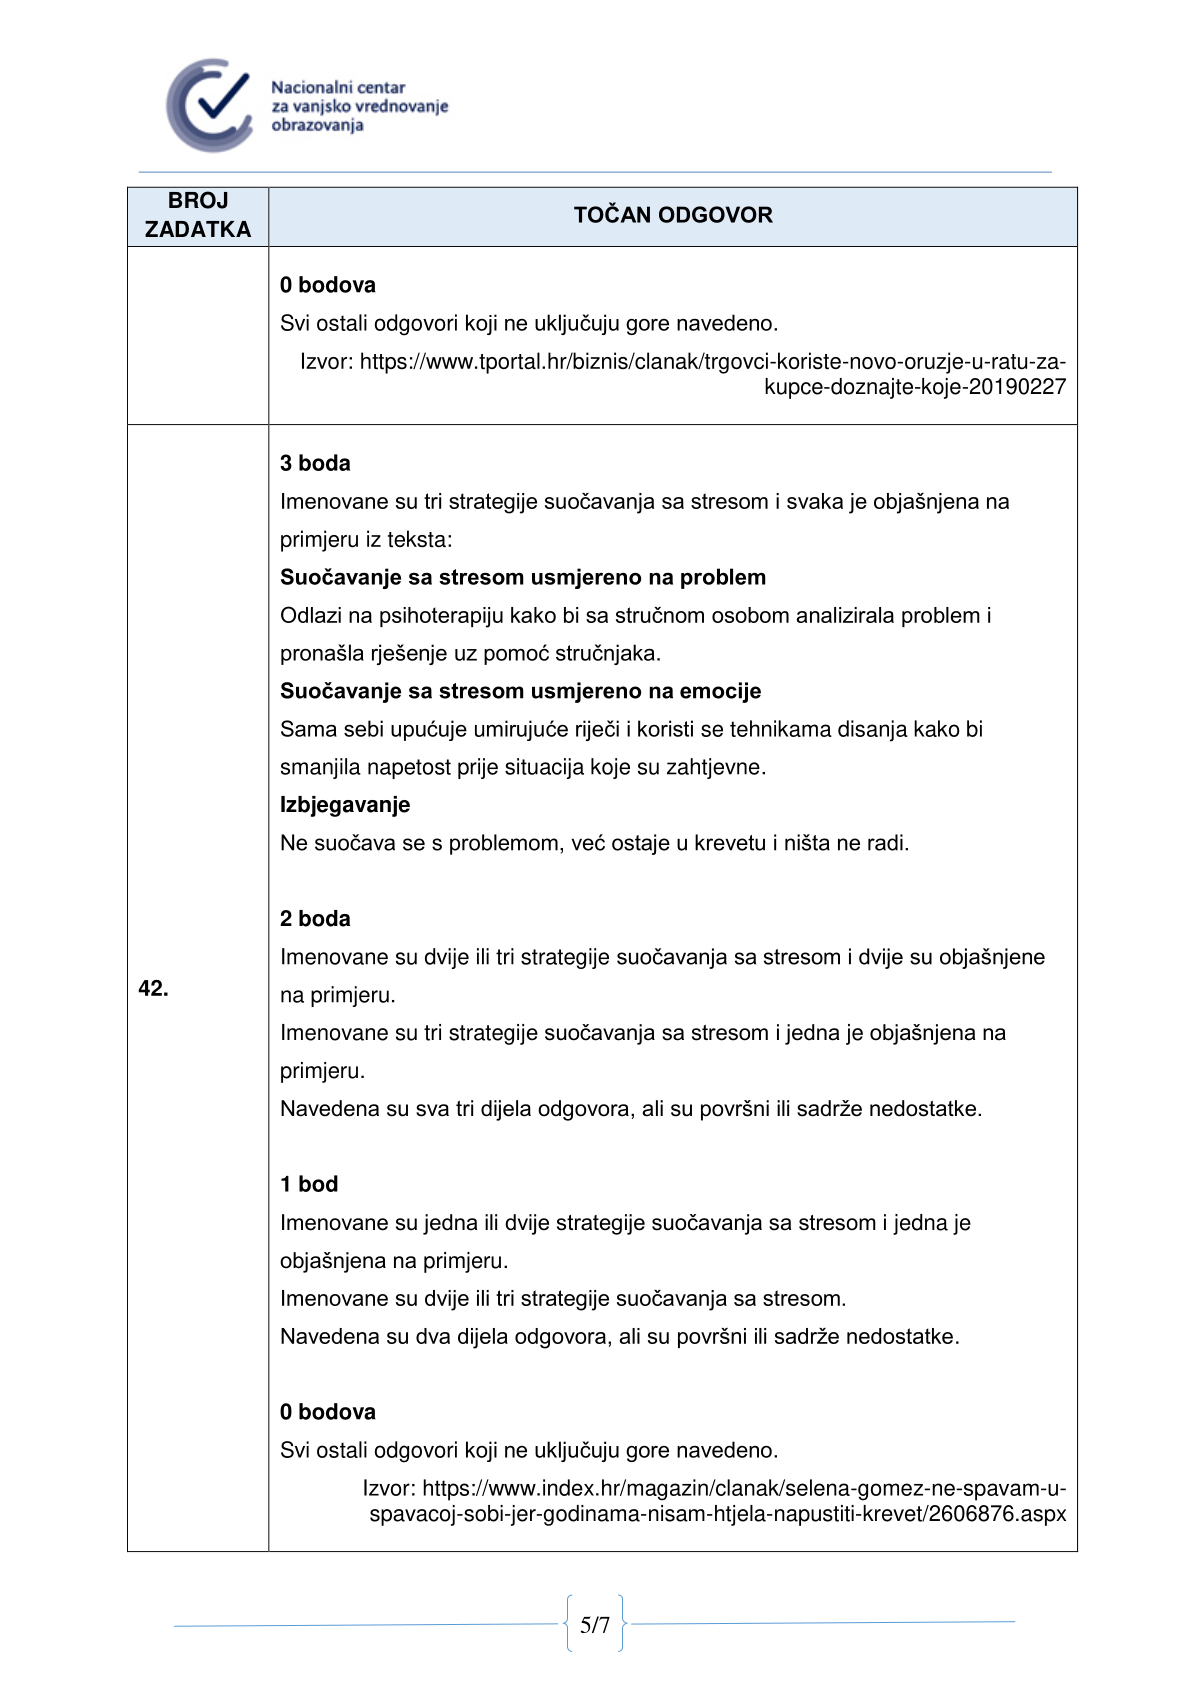 Nacionalni centar
za vanjsko vrednovanje
obrazovanja
BROJ
ZADATKA
TOČAN ODGOVOR
0 bodova
Svi ostali odgovori koji ne uključuju gore navedeno.
Izvor: https://www.tportal.hr/biznis/clanak/trgovci-koriste-novo-oruzje-u-ratu-za-
kupce-doznajte-koje-20190227
42.
3 boda
Imenovane su tri strategije suočavanja sa stresom i svaka je objašnjena na
primjeru iz teksta:
Suočavanje sa stresom usmjereno na problem
Odlazi na psihoterapiju kako bi sa stručnom osobom analizirala problem i
pronašla rješenje uz pomoć stručnjaka.
Suočavanje sa stresom usmjereno na emocije
Sama sebi upućuje umirujuće riječi i koristi se tehnikama disanja kako bi
smanjila napetost prije situacija koje su zahtjevne.
Izbjegavanje
Ne suočava se s problemom, već ostaje u krevetu i ništa ne radi.
2 boda
Imenovane su dvije ili tri strategije suočavanja sa stresom i dvije su objašnjene
na primjeru.
Imenovane su tri strategije suočavanja sa stresom i jedna je objašnjena na
primjeru.
Navedena su sva tri dijela odgovora, ali su površni ili sadrže nedostatke.
1 bod
Imenovane su jedna ili dvije strategije suočavanja sa stresom i jedna je
objašnjena na primjeru.
Imenovane su dvije ili tri strategije suočavanja sa stresom.
Navedena su dva dijela odgovora, ali su površni ili sadrže nedostatke.
0 bodova
Svi ostali odgovori koji ne uključuju gore navedeno.
Izvor: https://www.index.hr/magazin/clanak/selena-gomez-ne-spavam-u-
spavacoj-sobi-jer-godinama-nisam-htjela-napustiti-krevet/2606876.aspx
5/7